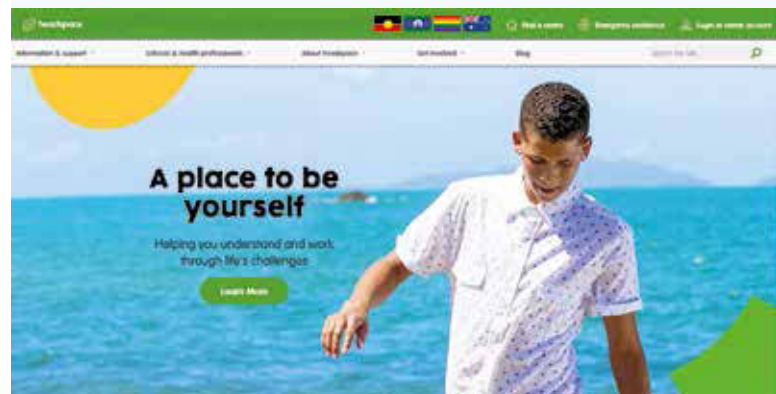 headspace
Find a centre
Emergency assistance
Login or create account
Information & support
Schools & health professionals
About headspace
Get involved
Blog
A place to be
yourself
Helping you understand and work
through life's challenges
Learn More